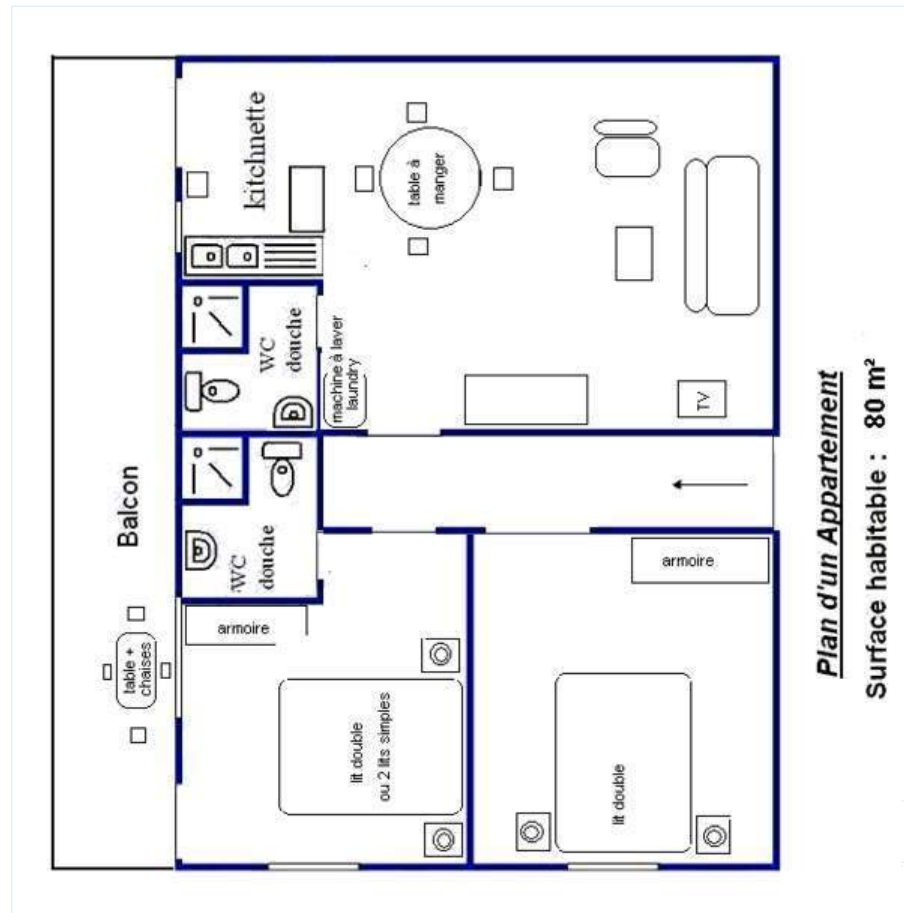 kitchnette
table à
manger
WC
douche
machine à laver
laundry
TV
Balcon
WC
douche
armoire
armoire
table +
chaises
lit double
ou 2 lits simples
lit double
Plan d'un Appartement
Surface habitable : 80 m²